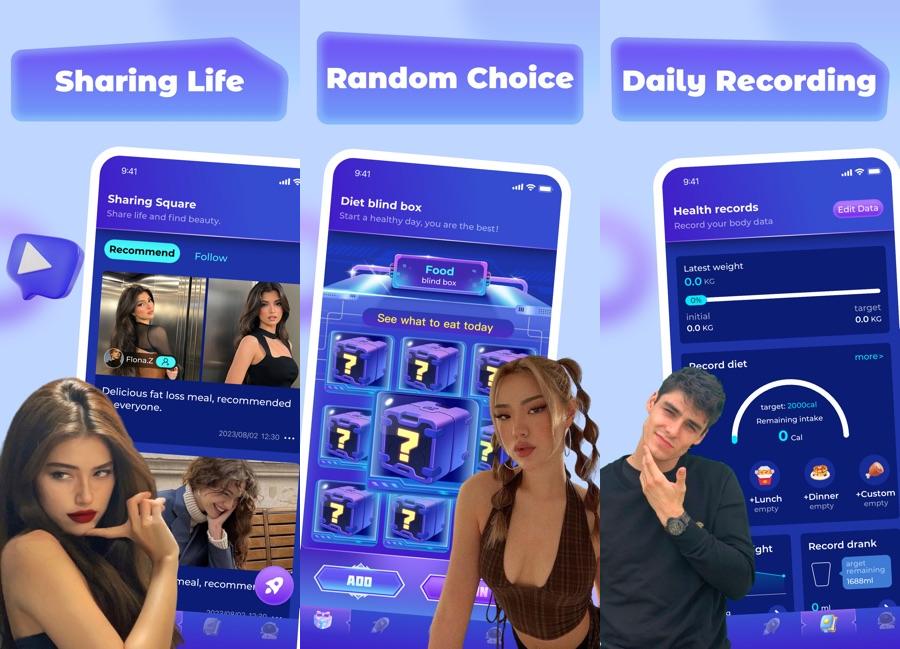 Sharing Life
9:41
Sharing Square
Share life and find beauty.
Recommend
Follow
Fiona.Z
Delicious fat loss meal, recommended
everyone.
2023/08/02 12:30
meal, recommen
2023/08/02 12:30
Random Choice
9:41
Diet blind box
Start a healthy day, you are the best!
Food
blind box
See what to eat today
?
?
?
?
?
?
?
ADD
Daily Recording
9:41
Health records
Record your body data
Edit Data
Latest weight
0.0 KG
0%
initial
target
0.0 KG
0.0 KG
Record diet
more>
target: 2000cal
Remaining intake
0 Cal
+Lunch
+Dinner
+Custom
empty
empty
empty
Record drank
arget
remaining
1688ml
0 ml